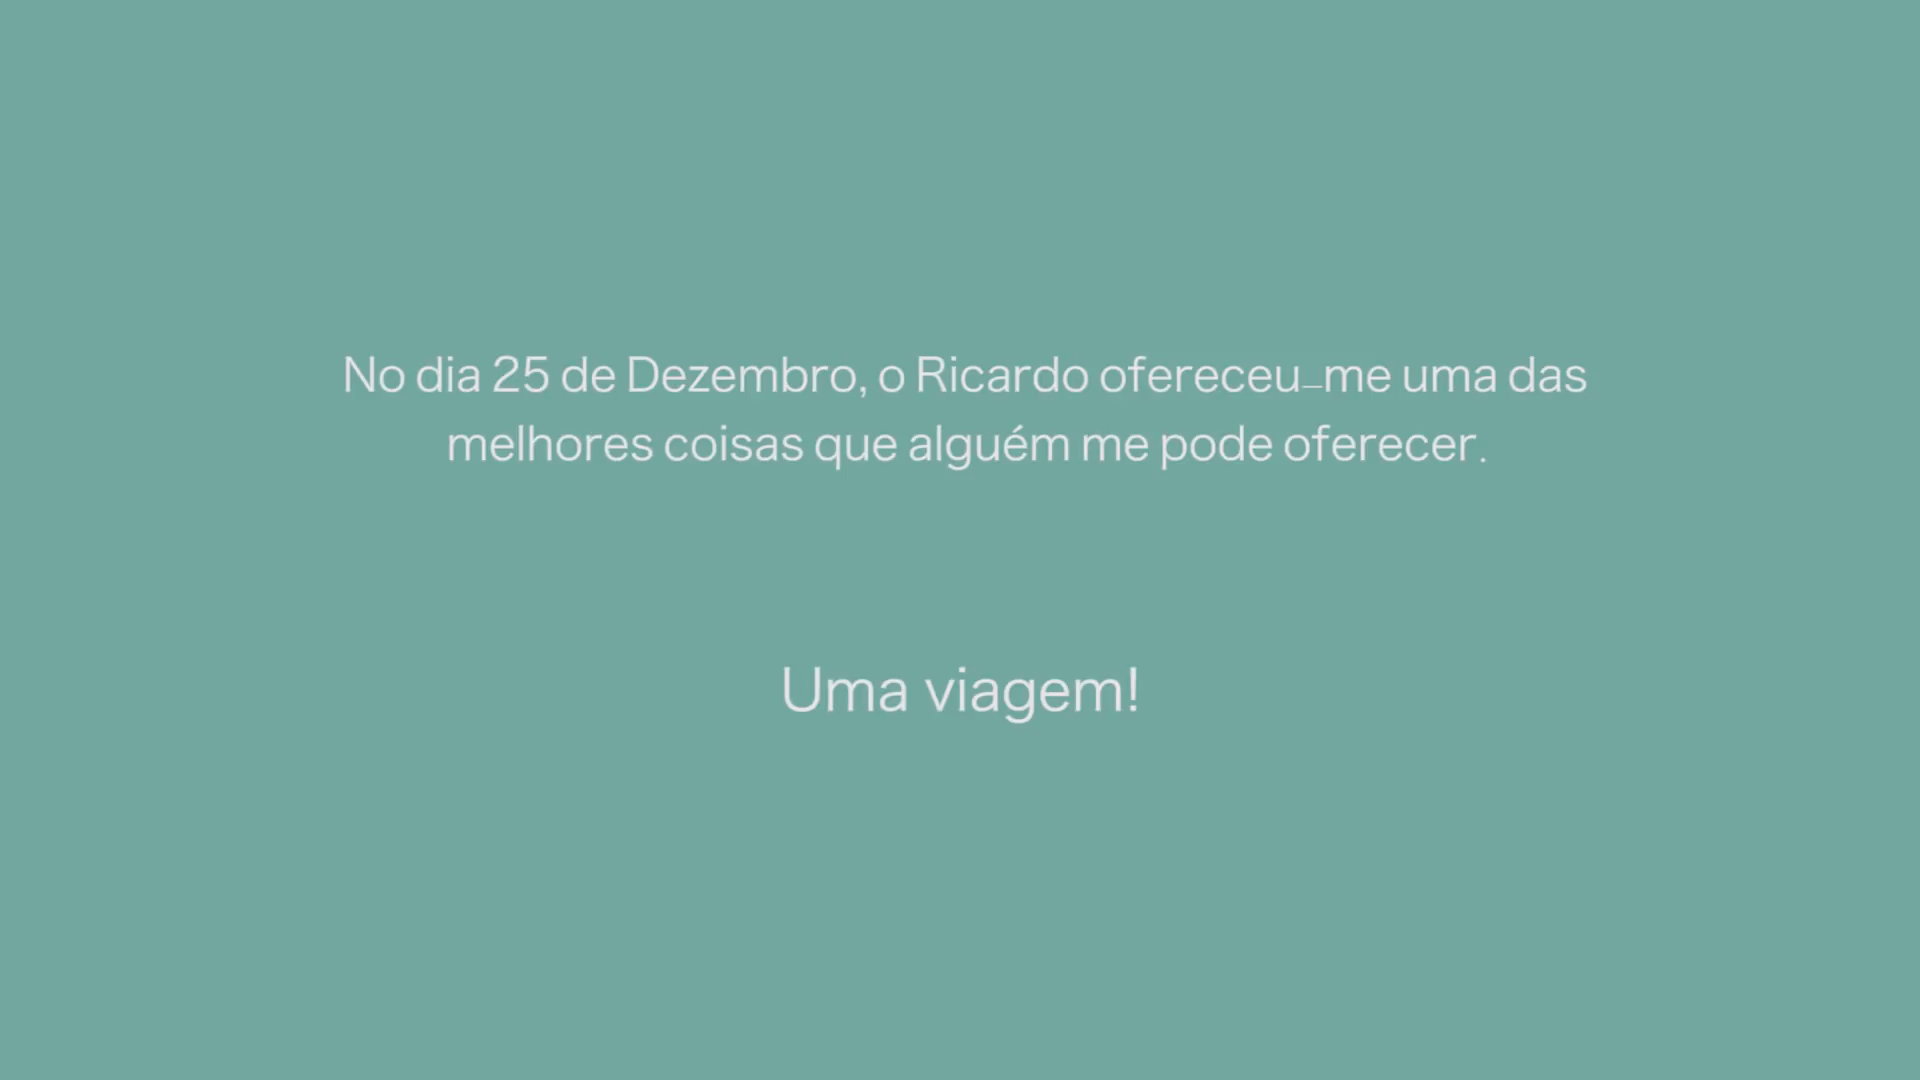 No dia 25 de Dezembro, o Ricardo ofereceu-me uma das
melhores coisas que alguém me pode oferecer.
Uma viagem!